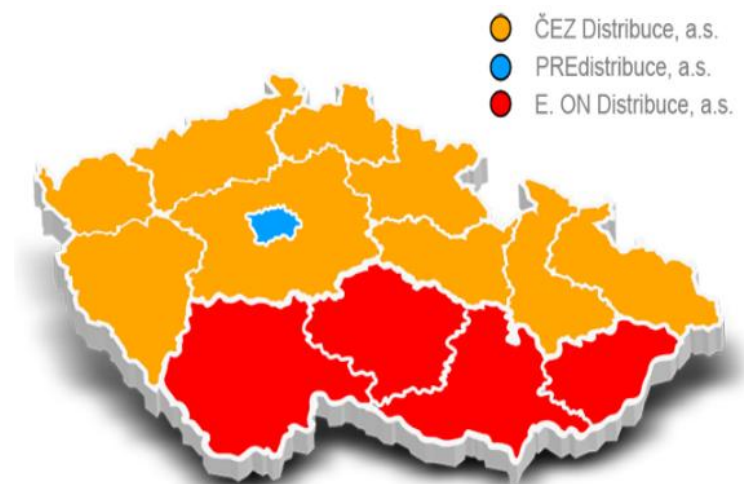 ČEZ Distribuce, a.s.
PREdistribuce, a.s.
E. ON Distribuce, a.s.